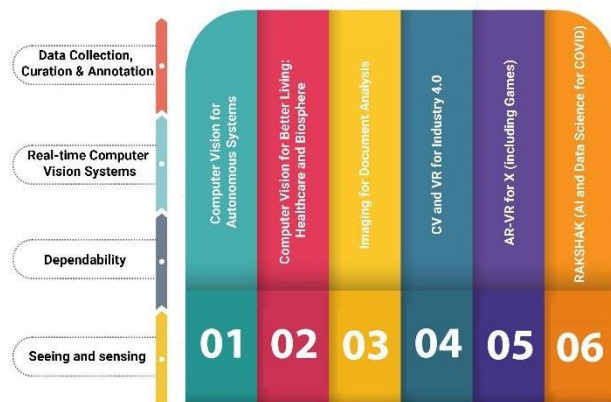 Data Collection,
Curation & Annotation
Real-time Computer
Vision Systems
Dependability
Seeing and sensing
Computer Vision for
Autonomous Systems
Computer Vision for Better Living:
Healthcare and Biosphere
Imaging for Document Analysis
CV and VR for Industry 4.0
AR-VR for X (including Games)
RAKSHAK (AI and Data Science for COVID)
01
02
03
04
05
06